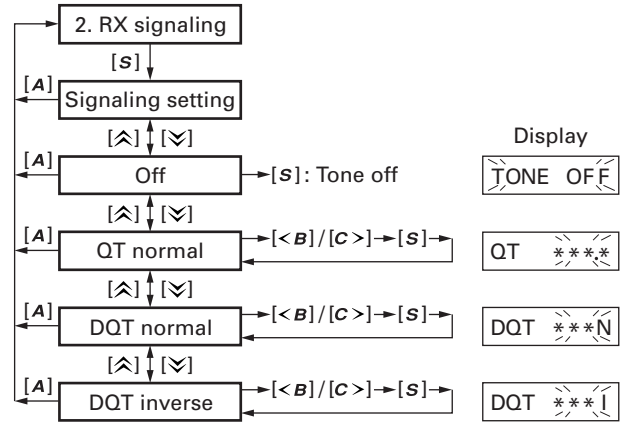 2. RX signaling
[S]
[A]
Signaling setting
[︽] [︾]
Display
[A]
Off
[S]: Tone off
TONE OFF
[︽] [︾]
[A]
QT normal
[<B]/[C>] [S]
QT ***.*
[︽] [︾]
[A]
DQT normal
[<B]/[C>] [S]
DQT ***N
[︽] [︾]
[A]
DQT inverse
[<B]/[C>] [S]
DQT ***I